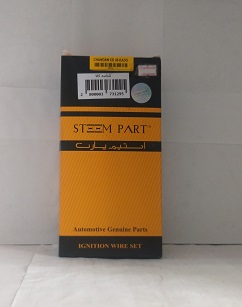 STEEM PART
استیم پارت
Automotive Genuine Parts
IGNITION WIRE SET